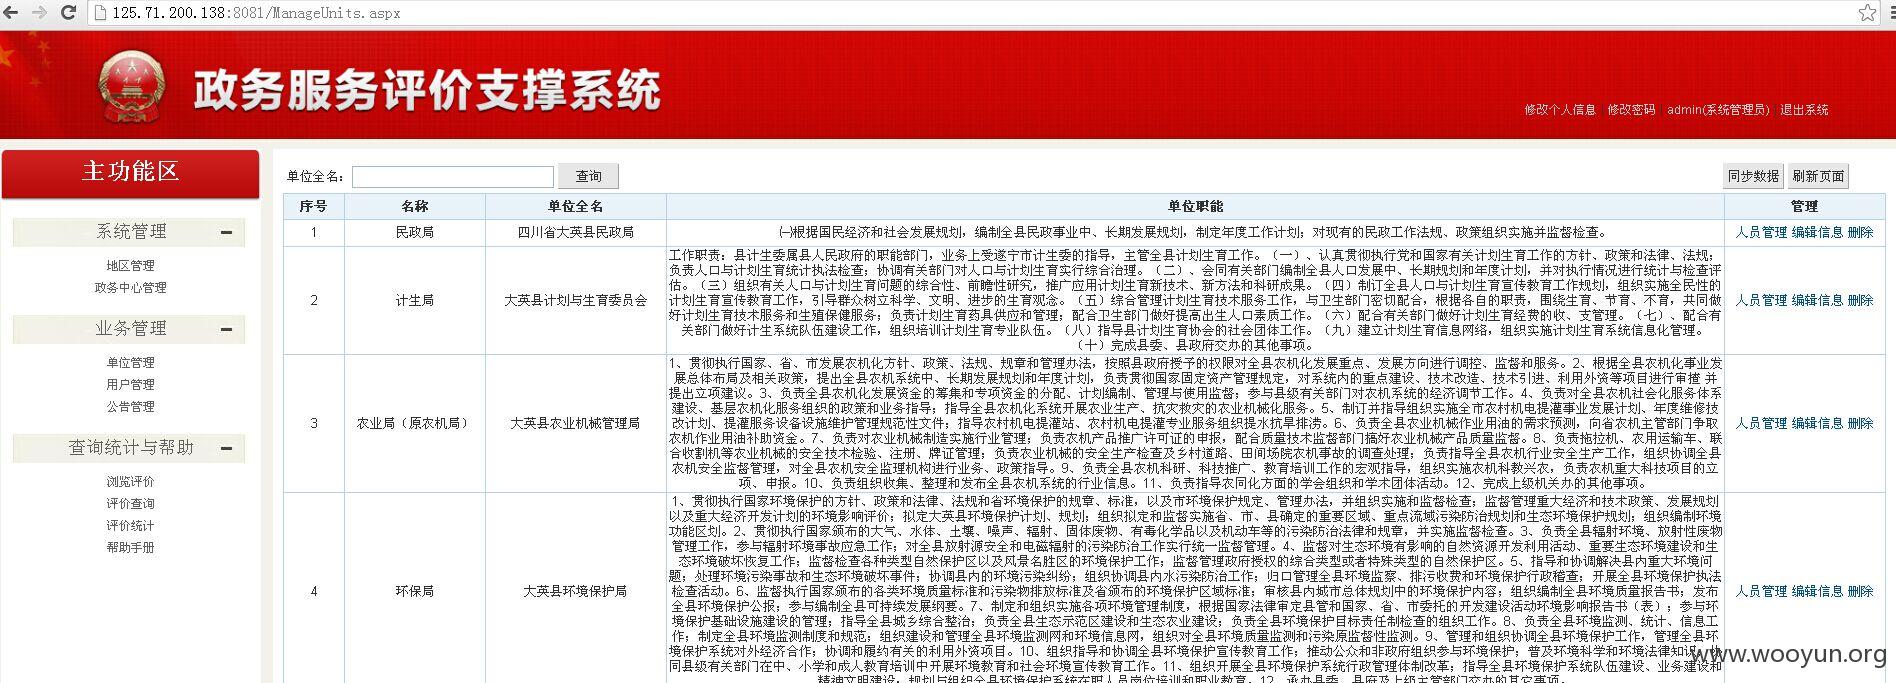 125.71.200.138:8081/ManageUnits.aspx
政务服务评价支撑系统
修改个人信息 修改密码 admin(系统管理员) 退出系统
主功能区
系统管理
地区管理
政务中心管理
业务管理
单位管理
用户管理
公告管理
查询统计与帮助
浏览评价
评价查询
评价统计
帮助手册
单位全名: 查询 同步数据 刷新页面
序号 名称 单位全名 单位职能 管理
1 民政局 四川省大英县民政局 ㈠根据国民经济和社会发展规划，编制全县民政事业中、长期发展规划，制定年度工作计划；对现有的民政工作法规、政策组织实施并监督检查。 人员管理 编辑信息 删除
2 计生局 大英县计划与生育委员会
工作职责：县计生委属县人民政府的职能部门，业务上受遂宁市计生委的指导，主管全县计划生育工作。（一）、认真贯彻执行党和国家有关计划生育工作的方针、政策和法律、法规；
负责人口与计划生育统计执法检查；协调有关部门对人口与计划生育实行综合治理。（二）、会同有关部门编制全县人口发展中、长期规划和年度计划，并对执行情况进行统计与检查评
估。（三）组织有关人口与计划生育问题的综合性、前瞻性研究，推广应用计划生育新技术、新方法和科研成果。（四）制订全县人口与计划生育宣传教育工作规划，组织实施全民性的
计划生育宣传教育工作，引导群众树立科学、文明、进步的生育观念。（五）综合管理计划生育技术服务工作，与卫生部门密切配合，根据各自的职责，围绕生育、节育、不育，共同做
好计划生育技术服务和生殖保健服务；负责计划生育药具供应和管理；配合卫生部门做好提高出生人口素质工作。（六）配合有关部门做好计划生育经费的收、支管理。（七）、配合有
关部门做好计生系统队伍建设工作，组织培训计划生育专业队伍。（八）指导县计划生育协会的社会团体工作。（九）建立计划生育信息网络，组织实施计划生育系统信息化管理。
（十）完成县委、县政府交办的其他事项。
人员管理 编辑信息 删除
3 农业局（原农机局） 大英县农业机械管理局
1、贯彻执行国家、省、市发展农机化方针、政策、法规、规章和管理办法，按照县政府授予的权限对全县农机化发展重点、发展方向进行调控、监督和服务。2、根据全县农机化事业发
展总体布局及相关政策，提出全县农机系统中、长期发展规划和年度计划，负责贯彻国家固定资产管理规定，对系统内的重点建设、技术改造、技术引进、利用外资等项目进行审揸 并
提出立项建议。3、负责全县农机化发展资金的筹集和专项资金的分配、计划编制、管理与使用监督；参与县级有关部门对农机系统的经济调节工作。4、负责对全县农机社会化服务体系
建设、基层农机化服务组织的政策和业务指导；指导全县农机化系统开展农业生产、抗灾救灾的农业机械化服务。5、制订并指导组织实施全市农村机电提灌事业发展计划、年度维修技
改计划、提灌服务设备设施维护管理规范性文件；指导农村机电提灌站、农村机电提灌专业服务组织提水抗旱排涝。6、负责全县农业机械作业用油的需求预测，向省农机主管部门争取
农机作业用油补助资金。7、负责对农业机械制造实施行业管理；负责农机产品推广许可证的申报，配合质量技术监督部门搞好农业机械产品质量监督。8、负责拖拉机、农用运输车、联
合收割机等农业机械的安全技术检验、注册、牌证管理；负责农业机械的安全生产检查及乡村道路、田间场院农机事故的调查处理；负责指导全县农机行业安全生产工作，组织协调全县
农机安全监督管理，对全县农机安全监理机构进行业务、政策指导。9、负责全县农机科研、科技推广、教育培训工作的宏观指导，组织实施农机科教兴农，负责农机重大科技项目的立
项、申报。10、负责组织收集、整理和发布全县农机系统的行业信息。11、负责指导农同化方面的学会组织和学术团体活动。12、完成上级机关办的其他事项。
人员管理 编辑信息 删除
4 环保局 大英县环境保护局
1、贯彻执行国家环境保护的方针、政策和法律、法规和省环境保护的规章、标准，以及市环境保护规定、管理办法，并组织实施和监督检查；监督管理重大经济和技术政策、发展规划
以及重大经济开发计划的环境影响评价；拟定大英县环境保护计划、规划；组织拟定和监督实施省、市、县确定的重要区域、重点流域污染防治规划和生态环境保护规划；组织编制环境
功能区划。2、贯彻执行国家颁布的大气、水体、土壤、噪声、辐射、固体废物、有毒化学品以及机动车等的污染防治法律和规章，并实施监督检查。3、负责全县辐射环境、放射性废物
管理工作，参与辐射环境事故应急工作；对全县放射源安全和电磁辐射的污染防治工作实行统一监督管理。4、监督对生态环境有影响的自然资源开发利用活动、重要生态环境建设和生
态环境破坏恢复工作；监督检查各种类型自然保护区以及风景名胜区的环境保护工作；监督管理政府授权的综合类型或者特殊类型的自然保护区。5、指导和协调解决县内重大环境问
题；处理环境污染事故和生态环境破坏事件；协调县内的环境污染纠纷；组织协调县内水污染防治工作；归口管理全县环境监察、排污收费和环境保护行政稽查；开展全县环境保护执法
检查活动。6、监督执行国家颁布的各类环境质量标准和污染物排放标准及省颁布的环境保护区域标准；审核县内城市总体规划中的环境保护内容；组织编制全县环境质量报告书；发布
全县环境保护公报；参与编制全县可持续发展纲要。7、制定和组织实施各项环境管理制度，根据国家法律审定县管和国家、省、市委托的开发建设活动环境影响报告书（表）；参与环
境保护基础设施建设的管理；指导全县城乡综合整治；负责全县生态示范区建设和生态农业建设；负责全县环境保护目标责任制检查的组织工作。8、负责全县环境监测、统计、信息工
作；制定全县环境监测制度和规范；组织建设和管理全县环境监测网和环境信息网，组织对全县环境质量监测和污染原监督性监测。9、管理和组织协调全县环境保护工作，管理全县环
境保护系统对外经济合作；协调和履约有关的利用外资项目。10、组织指导和协调全县环境保护宣传教育工作；推动公众和非政府组织参与环境保护；普及环境科学和环境法律知识，协
同县级有关部门在中、小学和成人教育培训中开展环境教育和社会环境宣传教育工作。11、组织开展全县环境保护系统行政管理体制改革；指导全县环境保护系统队伍建设、业务建设和
精神文明建设，规划与组织全县环境保护系统在职人员岗位培训和职业教育。12、承办县委、县府及上级主管部门交办的其它事项。
人员管理 编辑信息 删除
www.wooyun.org